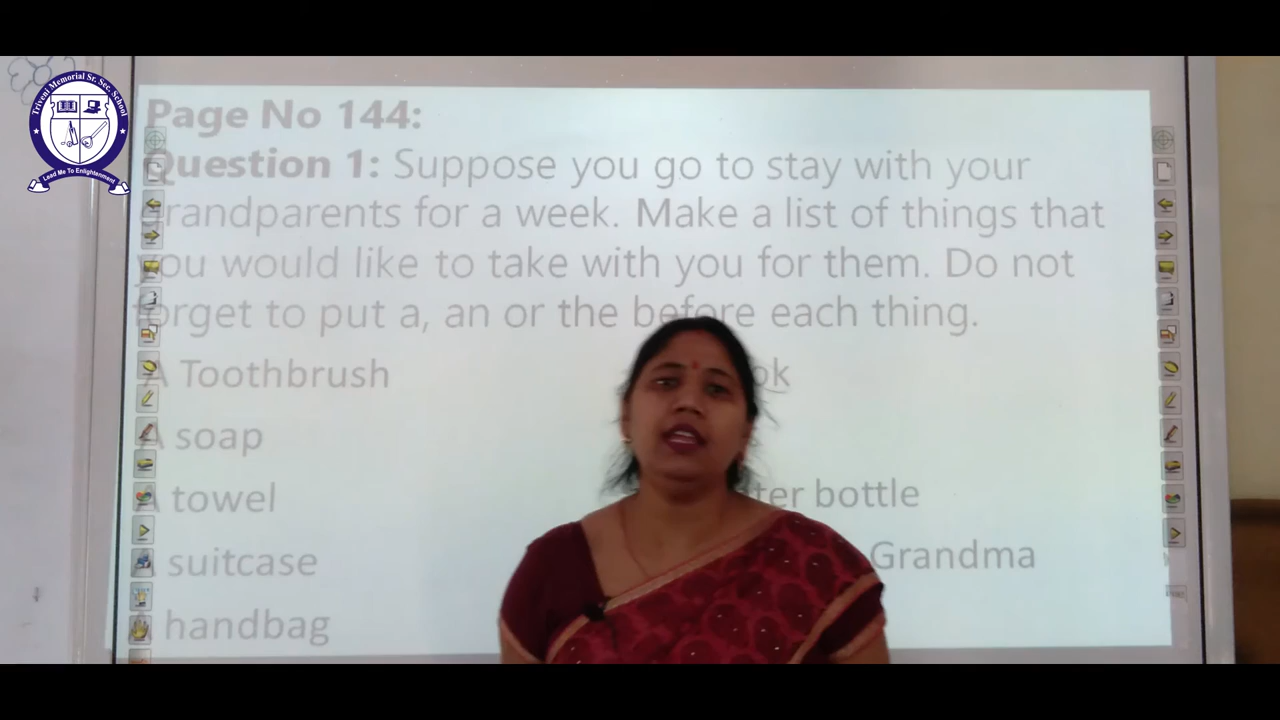 Triveni Memorial Sr. Sec. School
Lead Me To Enlightenment
Page No 144:
Question 1: Suppose you go to stay with your
grandparents for a week. Make a list of things that
you would like to take with you for them. Do not
forget to put a, an or the before each thing.
A Toothbrush
A soap
A towel
bottle
A suitcase
Grandma
handbag